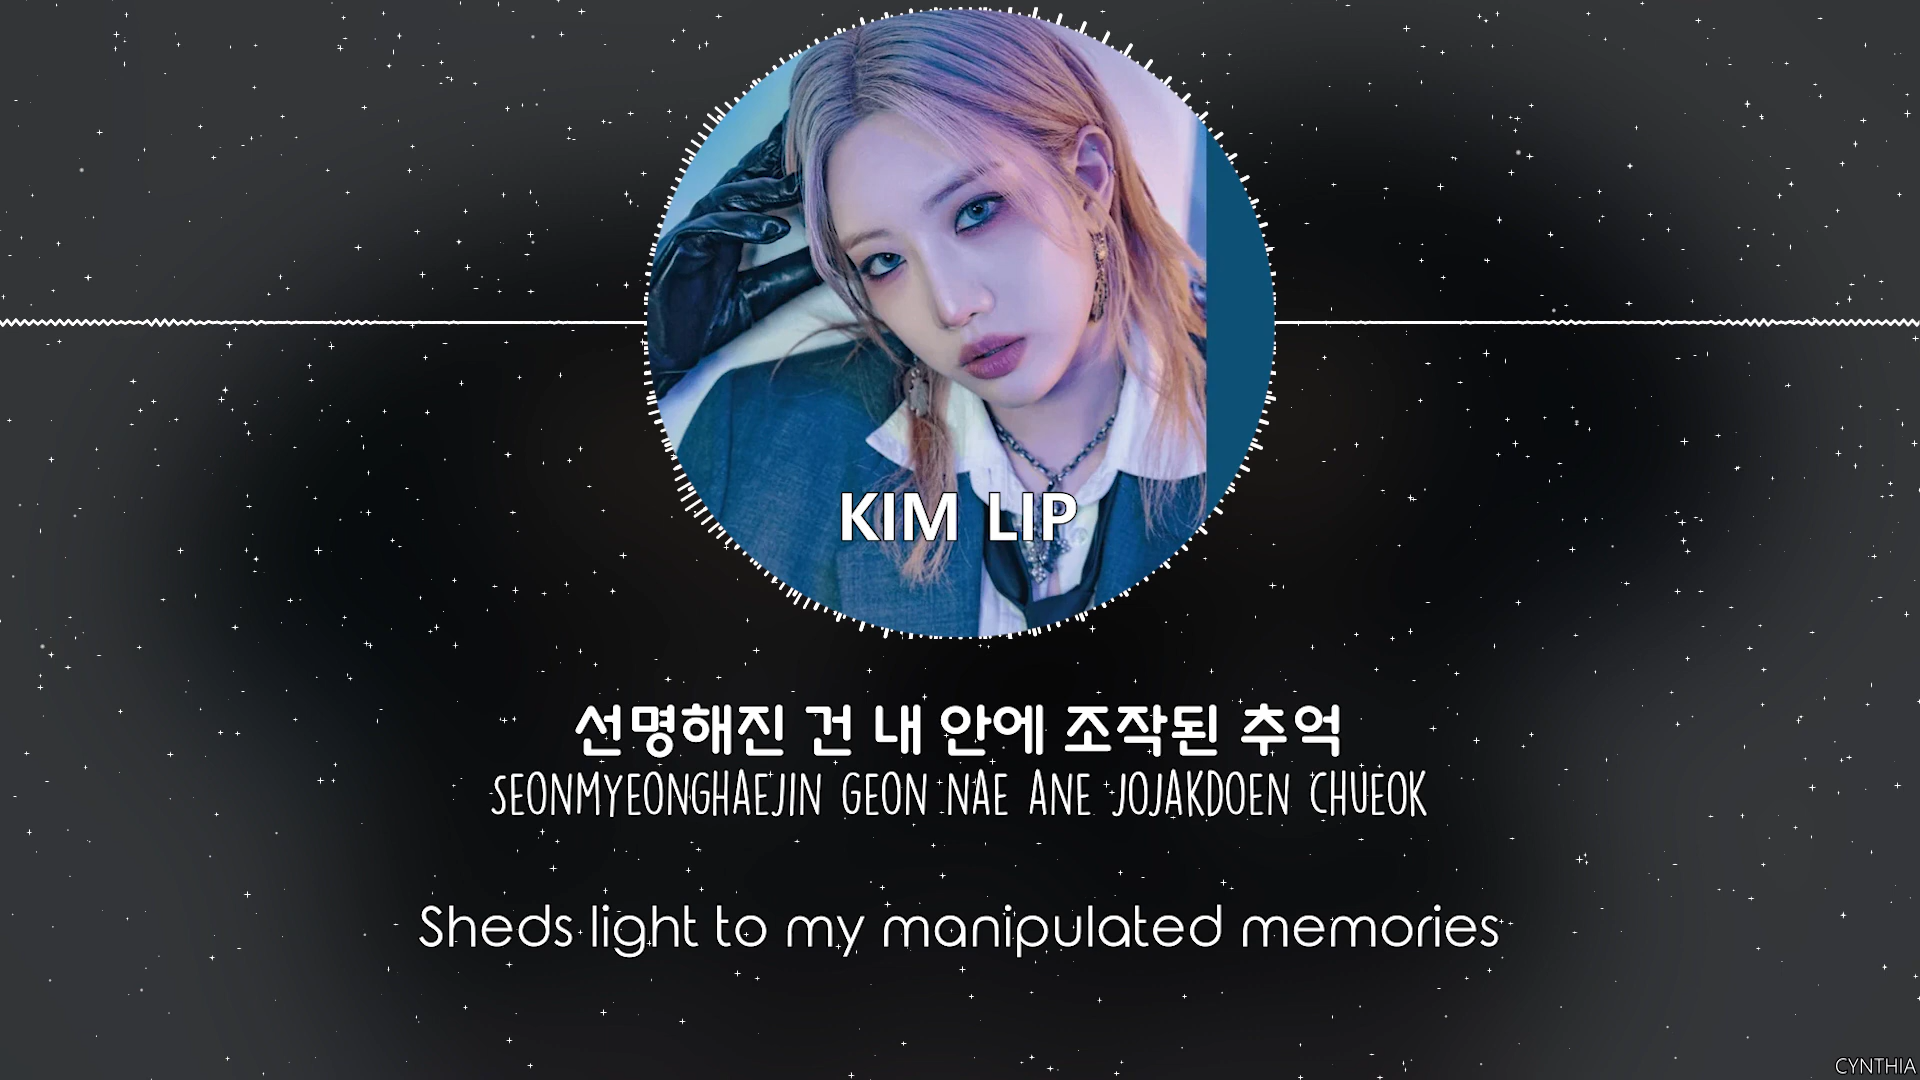 KIM LIP
선명해진 건 내 안에 조작된 추억
SEONMYEONGHAEJIN GEON NAE ANE JOJAKDOEN CHUEOK
Sheds light to my manipulated memories
CYNTHIA